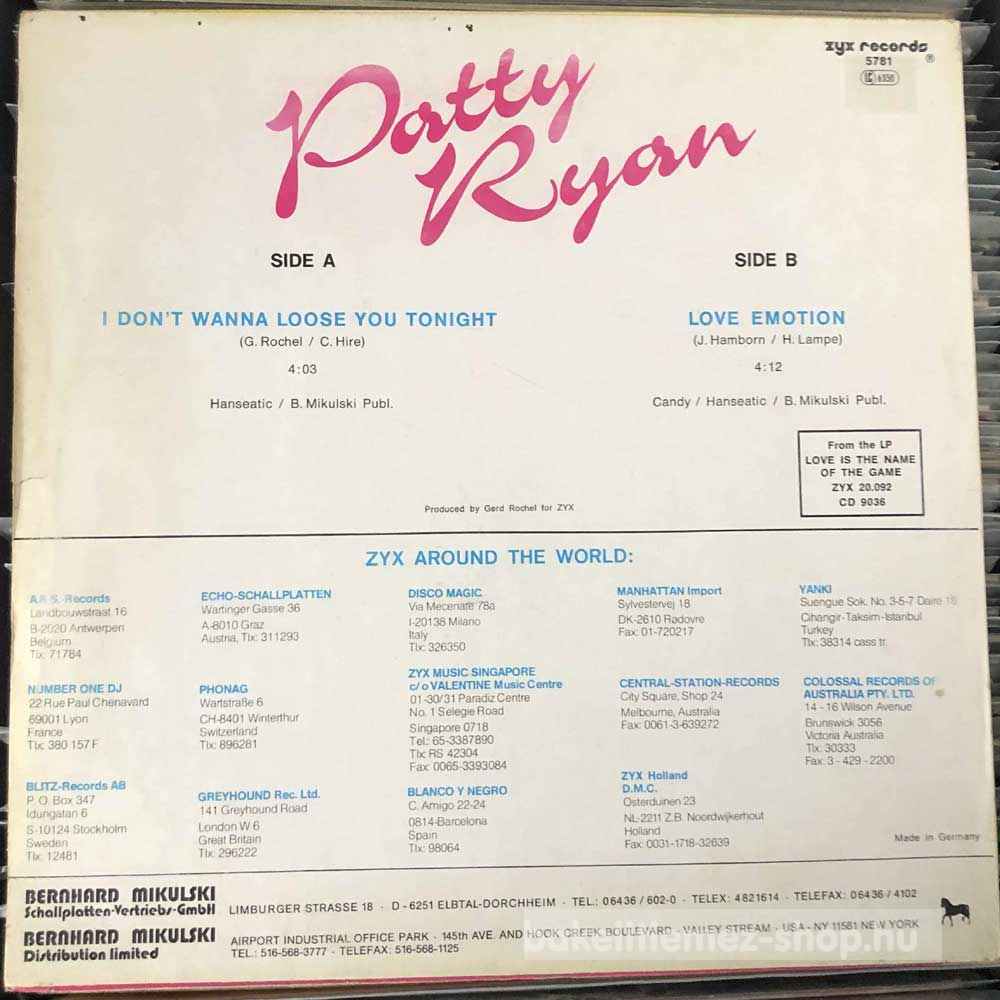 Patty
Ryan
zyx records
5781
®
LC 6350
SIDE A
I DON'T WANNA LOOSE YOU TONIGHT
(G. Rochel / C. Hire)
4:03
Hanseatic / B. Mikulski Publ.
SIDE B
LOVE EMOTION
(J. Hamborn / H. Lampe)
4:12
Candy / Hanseatic / B. Mikulski Publ.
From the LP
LOVE IS THE NAME
OF THE GAME
ZYX 20.092
CD 9036
Produced by Gerd Rochel for ZYX
ZYX AROUND THE WORLD:
A.R.S. Records
Landbouwstraat 16
B-2020 Antwerpen
Belgium
Tlx: 71784
ECHO-SCHALLPLATTEN
Wartinger Gasse 36
A-8010 Graz
Austria, Tlx: 311293
DISCO MAGIC
Via Mecenate 78a
I-20138 Milano
Italy
Tlx: 326350
MANHATTAN Import
Sylvestervej 18
DK-2610 Rødovre
Fax: 01-720217
YANKI
Suengue Sok. No. 3-5-7 Daire 18
Cihangir-Taksim-Istanbul
Turkey
Tlx: 38314 cass tr.
NUMBER ONE DJ
22 Rue Paul Chenavard
69001 Lyon
France
Tlx: 380 157 F
PHONAG
Wartstraße 6
CH-8401 Winterthur
Switzerland
Tlx: 896281
ZYX MUSIC SINGAPORE
c/o VALENTINE Music Centre
01-30/31 Paradiz Centre
No. 1 Selegie Road
Singapore 0718
Tel.: 65-3387890
Tlx: RS 42304
Fax: 0065-3393084
CENTRAL-STATION-RECORDS
City Square, Shop 24
Melbourne, Australia
Fax: 0061-3-639272
COLOSSAL RECORDS OF
AUSTRALIA PTY. LTD.
14 - 16 Wilson Avenue
Brunswick 3056
Victoria Australia
Tlx: 30333
Fax: 3 - 429 - 2200
BLITZ-Records AB
P.O. Box 347
Idungatan 6
S-10124 Stockholm
Sweden
Tlx: 12481
GREYHOUND Rec. Ltd.
141 Greyhound Road
London W 6
Great Britain
Tlx: 296222
BLANCO Y NEGRO
C. Amigo 22-24
0814-Barcelona
Spain
Tlx: 98064
ZYX Holland
D.M.C.
Osterduinen 23
NL-2211 Z.B. Noordwijkerhout
Holland
Fax: 0031-1718-32639
Made in Germany
BERNHARD MIKULSKI
Schallplatten-Vertriebs-GmbH
LIMBURGER STRASSE 18 · D-6251 ELBTAL-DORCHHEIM · TEL.: 06436 / 602-0 · TELEX: 4821614 · TELEFAX: 06436 / 4102
BERNHARD MIKULSKI
Distribution limited
AIRPORT INDUSTRIAL OFFICE PARK · 145th AVE. AND HOOK CREEK BOULEVARD · VALLEY STREAM · USA - NY 11581 NEW YORK
TEL.: 516-568-3777 · TELEFAX: 516-568-1125
bakelitlemez-shop.hu